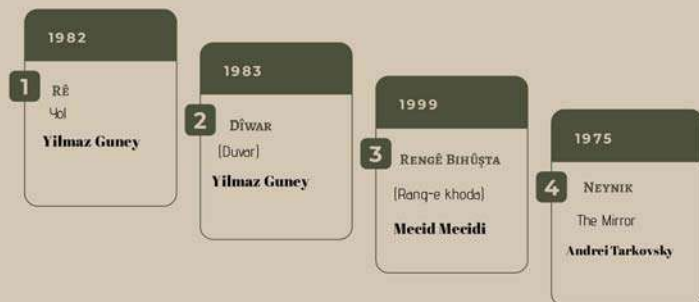 1982
1
Rê
Yol
Yilmaz Guney
1983
2
Dîwar
(Duvar)
Yilmaz Guney
1999
3
Rengê Bihûşta
(Rang-e khoda)
Mecid Mecidi
1975
4
Neynik
The Mirror
Andrei Tarkovsky